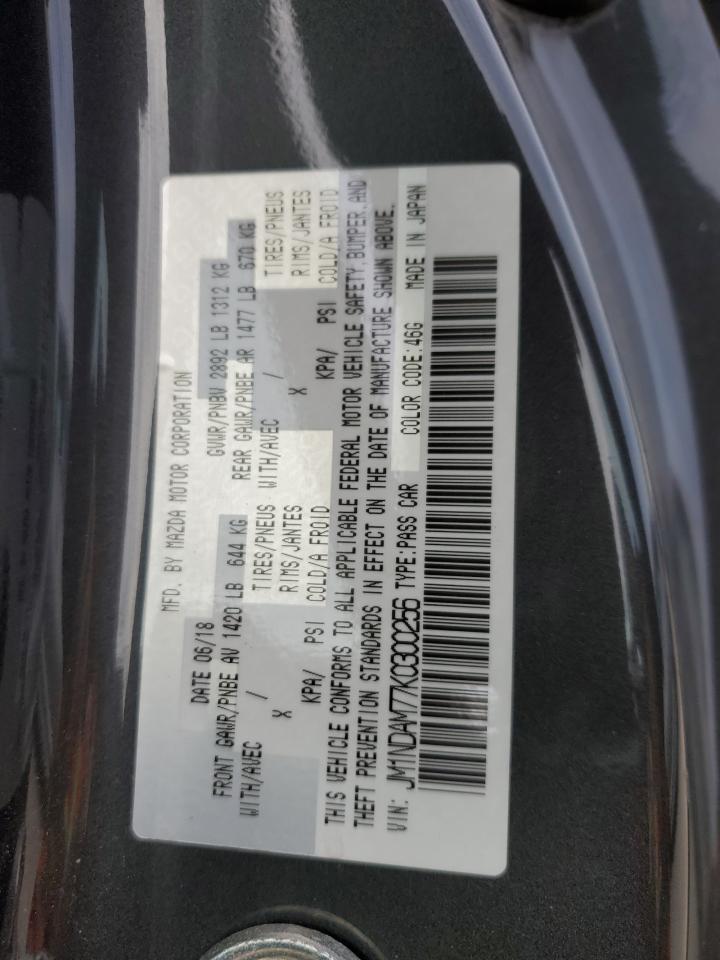 MFD. BY MAZDA MOTOR CORPORATION
DATE 06/18 GVWR/PNBV 2892 LB 1312 KG
FRONT GAWR/PNBE AV 1420 LB 644 KG REAR GAWR/PNBE AR 1477 LB 670 KG
WITH/AVEC / TIRES/PNEUS WITH/AVEC / TIRES/PNEUS
X RIMS/JANTES X RIMS/JANTES
KPA/ PSI COLD/A FROID KPA/ PSI COLD/A FROID
THIS VEHICLE CONFORMS TO ALL APPLICABLE FEDERAL MOTOR VEHICLE SAFETY,BUMPER,AND
THEFT PREVENTION STANDARDS IN EFFECT ON THE DATE OF MANUFACTURE SHOWN ABOVE.
VIN: JM1NDAM77K0300256 TYPE:PASS CAR COLOR CODE:46G MADE IN JAPAN